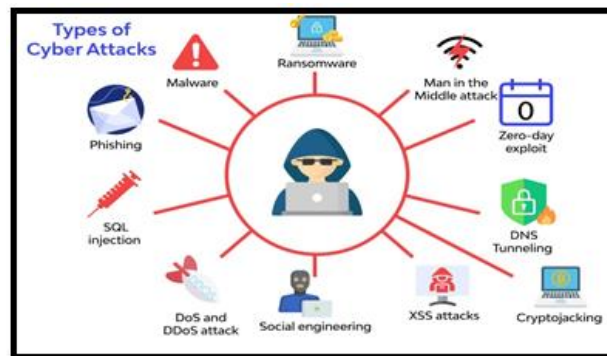 Types of
Cyber Attacks
Malware
Ransomware
Man in the
Middle attack
0
Zero-day
exploit
Phishing
SQL
injection
DNS
Tunneling
DoS and
DDoS attack
Social engineering
XSS attacks
Cryptojacking